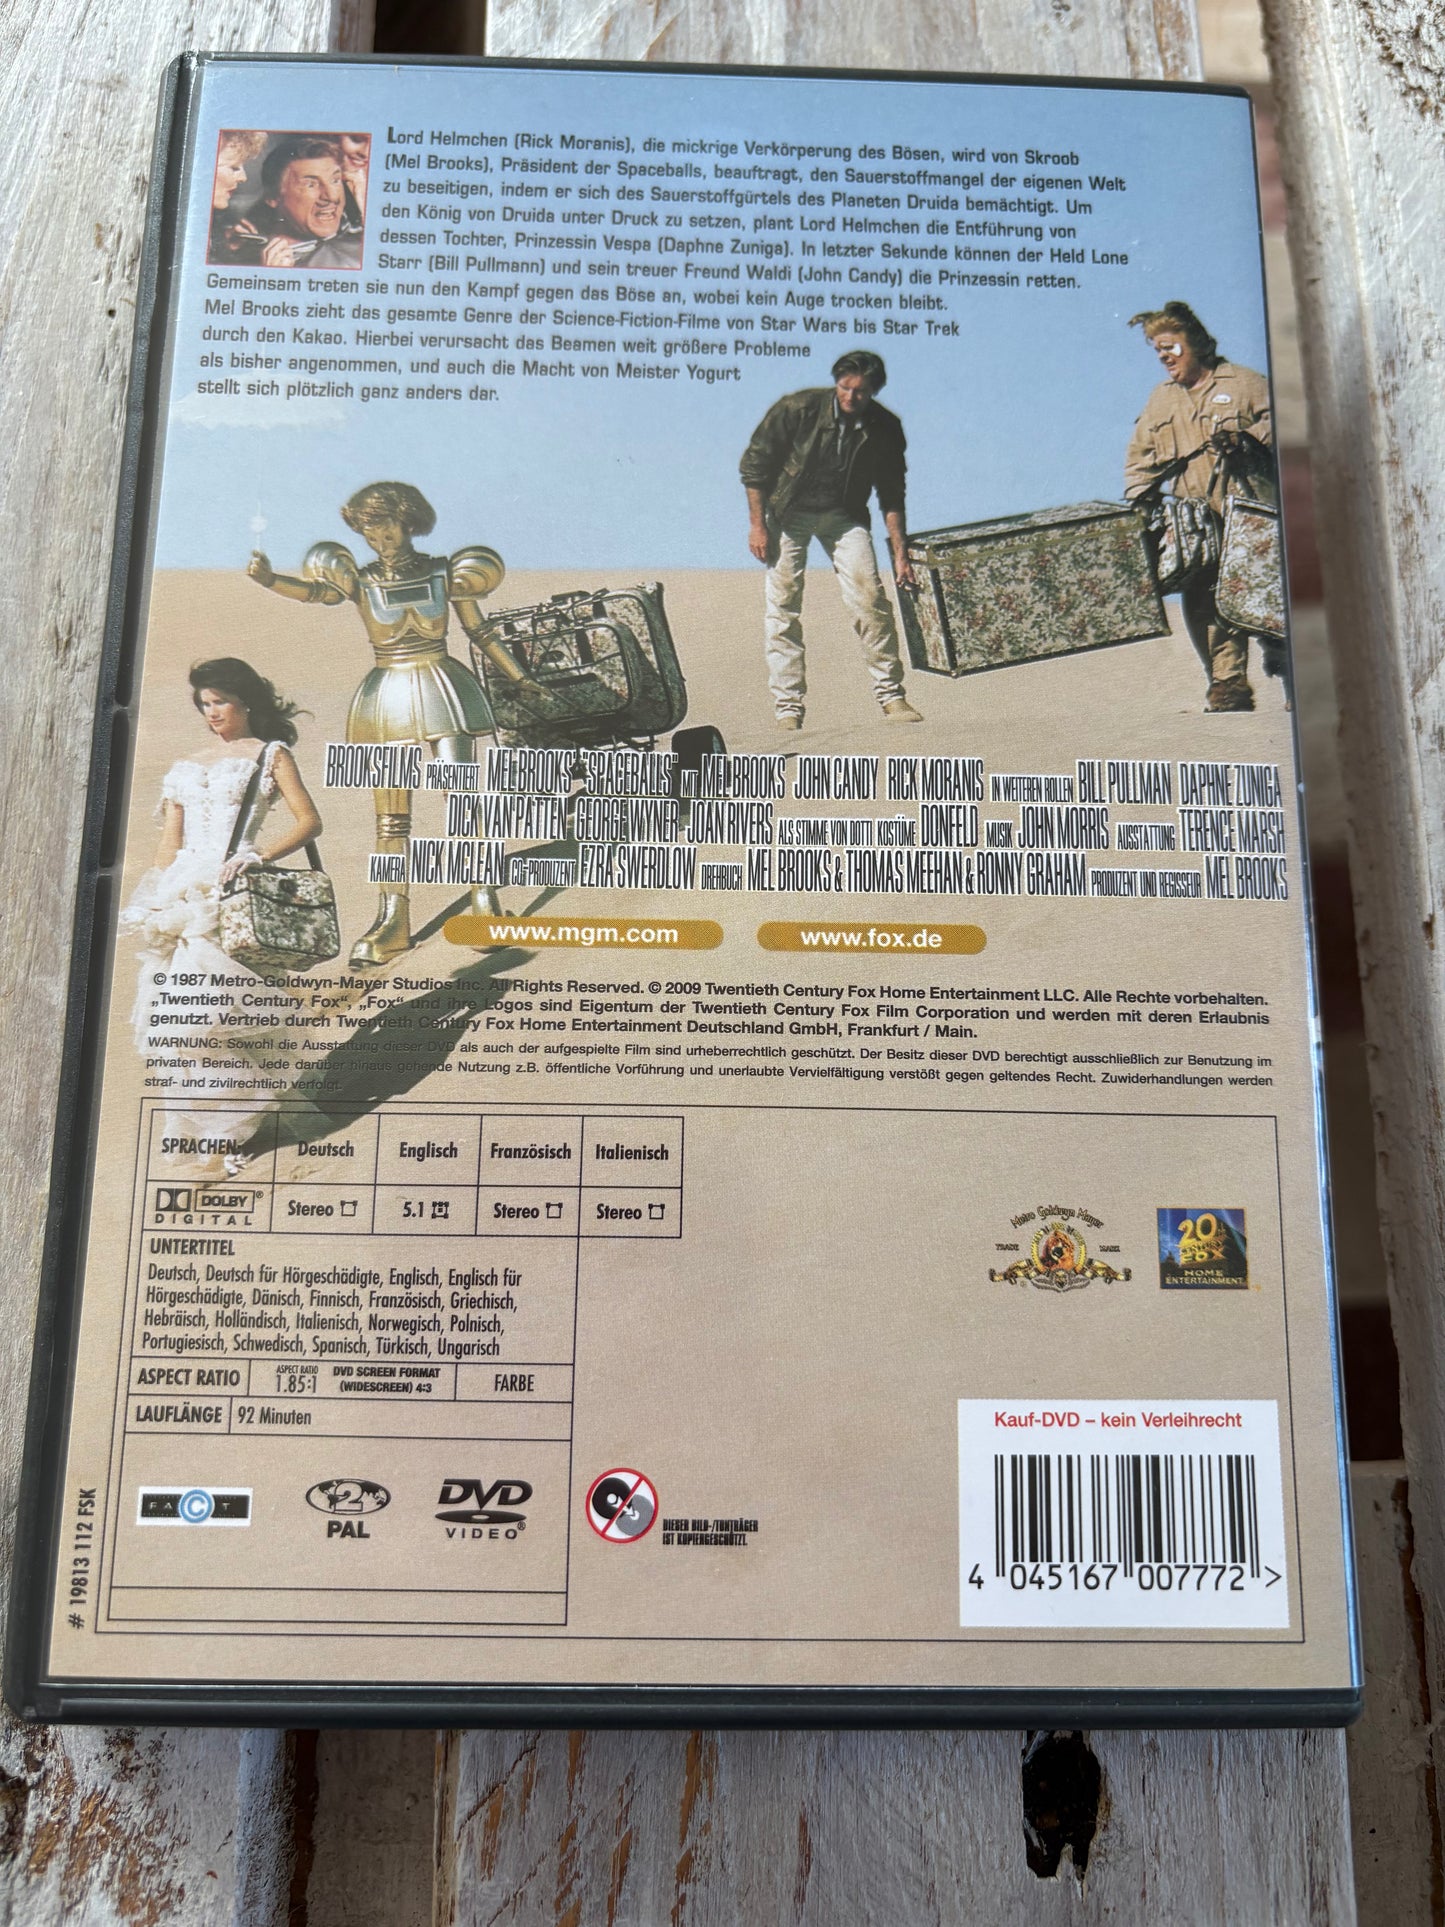 Lord Helmchen (Rick Moranis), die mickrige Verkörperung des Bösen, wird von Skroob
(Mel Brooks), Präsident der Spaceballs, beauftragt, den Sauerstoffmangel der eigenen Welt
zu beseitigen, indem er sich des Sauerstoffgürtels des Planeten Druida bemächtigt. Um
den König von Druida unter Druck zu setzen, plant Lord Helmchen die Entführung von
dessen Tochter, Prinzessin Vespa (Daphne Zuniga). In letzter Sekunde können der Held Lone
Starr (Bill Pullmann) und sein treuer Freund Waldi (John Candy) die Prinzessin retten.
Gemeinsam treten sie nun den Kampf gegen das Böse an, wobei kein Auge trocken bleibt.
Mel Brooks zieht das gesamte Genre der Science-Fiction-Filme von Star Wars bis Star Trek
durch den Kakao. Hierbei verursacht das Beamen weit größere Probleme
als bisher angenommen, und auch die Macht von Meister Yogurt
stellt sich plötzlich ganz anders dar.
BROOKSFILMS PRÄSENTIERT MEL BROOKS' "SPACEBALLS" MIT MEL BROOKS JOHN CANDY RICK MORANIS IN WEITEREN ROLLEN BILL PULLMAN DAPHNE ZUNIGA
DICK VAN PATTEN GEORGE WYNER JOAN RIVERS ALS STIMME VON DOTTI KOSTÜME DONFELD MUSIK JOHN MORRIS AUSSTATTUNG TERENCE MARSH
KAMERA NICK MCLEAN CO-PRODUZENT EZRA SWERDLOW DREHBUCH MEL BROOKS & THOMAS MEEHAN & RONNY GRAHAM PRODUZENT UND REGISSEUR MEL BROOKS
www.mgm.com www.fox.de
© 1987 Metro-Goldwyn-Mayer Studios Inc. All Rights Reserved. © 2009 Twentieth Century Fox Home Entertainment LLC. Alle Rechte vorbehalten.
„Twentieth Century Fox“, „Fox“ und ihre Logos sind Eigentum der Twentieth Century Fox Film Corporation und werden mit deren Erlaubnis
genutzt. Vertrieb durch Twentieth Century Fox Home Entertainment Deutschland GmbH, Frankfurt / Main.
WARNUNG: Sowohl die Ausstattung dieser DVD als auch der aufgespielte Film sind urheberrechtlich geschützt. Der Besitz dieser DVD berechtigt ausschließlich zur Benutzung im
privaten Bereich. Jede darüber hinaus gehende Nutzung z.B. öffentliche Vorführung und unerlaubte Vervielfältigung verstößt gegen geltendes Recht. Zuwiderhandlungen werden
straf- und zivilrechtlich verfolgt.
SPRACHEN: Deutsch Englisch Französisch Italienisch
DOLBY® DIGITAL Stereo 5.1 Stereo Stereo
UNTERTITEL
Deutsch, Deutsch für Hörgeschädigte, Englisch, Englisch für
Hörgeschädigte, Dänisch, Finnisch, Französisch, Griechisch,
Hebräisch, Holländisch, Italienisch, Norwegisch, Polnisch,
Portugiesisch, Schwedisch, Spanisch, Türkisch, Ungarisch
ASPECT RATIO ASPECT RATIO 1.85:1 DVD SCREEN FORMAT (WIDESCREEN) 4:3 FARBE
LAUFLÄNGE 92 Minuten
Metro Goldwyn Mayer
TRADE MARK
20th
CENTURY
FOX
HOME
ENTERTAINMENT
Kauf-DVD – kein Verleihrecht
FACT
2
PAL
DVD
VIDEO®
DIESER BILD-/TONTRÄGER
IST KOPIERGESCHÜTZT.
4 045167 007772 >
# 19813 112 FSK